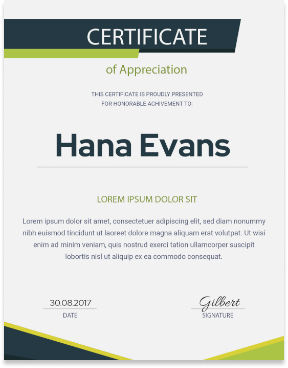 CERTIFICATE
of Appreciation
THIS CERTIFICATE IS PROUDLY PRESENTED
FOR HONORABLE ACHIVEMENT TO:
Hana Evans
LOREM IPSUM DOLOR SIT
Lorem ipsum dolor sit amet, consectetuer adipiscing elit, sed diam nonummy
nibh euismod tincidunt ut laoreet dolore magna aliquam erat volutpat. Ut wisi
enim ad minim veniam, quis nostrud exerci tation ullamcorper suscipit
lobortis nisl ut aliquip ex ea commodo consequat.
30.08.2017 Gilbert
DATE SIGNATURE